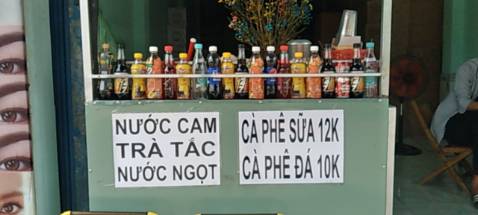 NƯỚC CAM
TRÀ TẮC
NƯỚC NGỌT
CÀ PHÊ SỮA 12K
CÀ PHÊ ĐÁ 10K